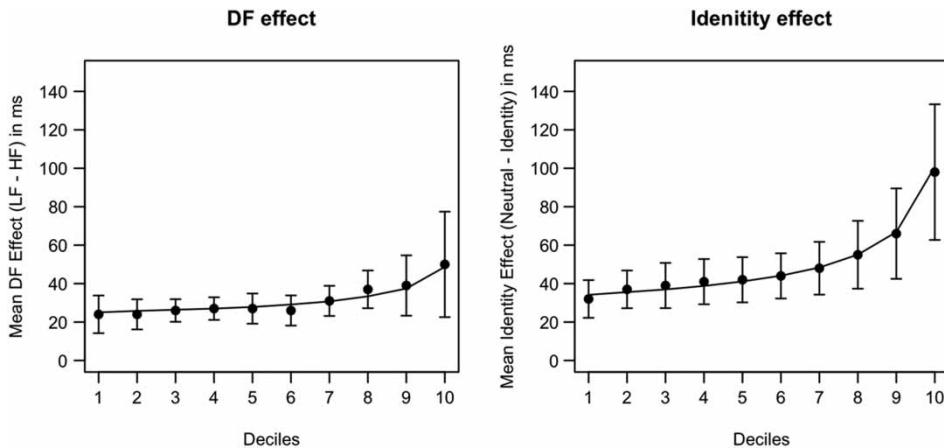 DF effect
Mean DF Effect (LF - HF) in ms
140
120
100
80
60
40
20
0
1 2 3 4 5 6 7 8 9 10
Deciles
Idenitity effect
Mean Identity Effect (Neutral - Identity) in ms
140
120
100
80
60
40
20
0
1 2 3 4 5 6 7 8 9 10
Deciles